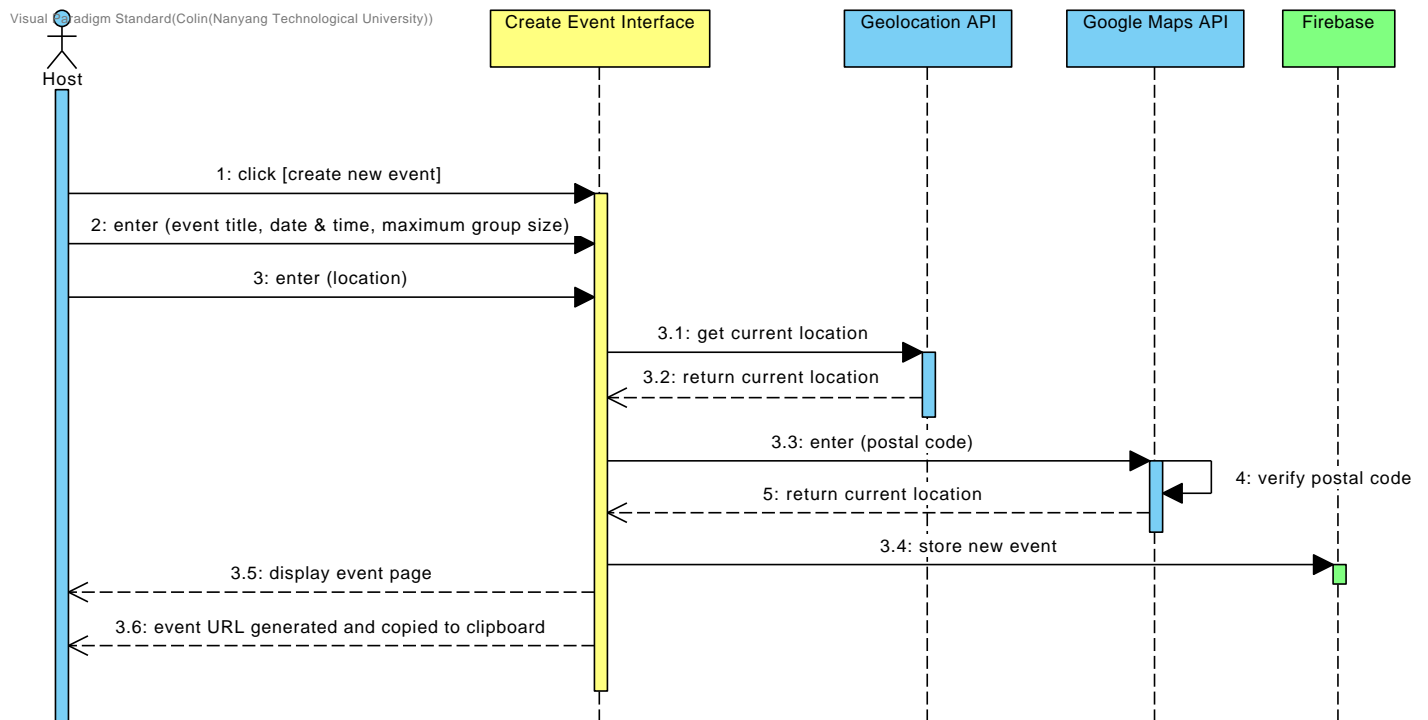 Visual Paradigm Standard(Colin(Nanyang Technological University))
Host
Create Event Interface
Geolocation API
Google Maps API
Firebase
1: click [create new event]
2: enter (event title, date & time, maximum group size)
3: enter (location)
3.1: get current location
3.2: return current location
3.3: enter (postal code)
4: verify postal code
5: return current location
3.4: store new event
3.5: display event page
3.6: event URL generated and copied to clipboard